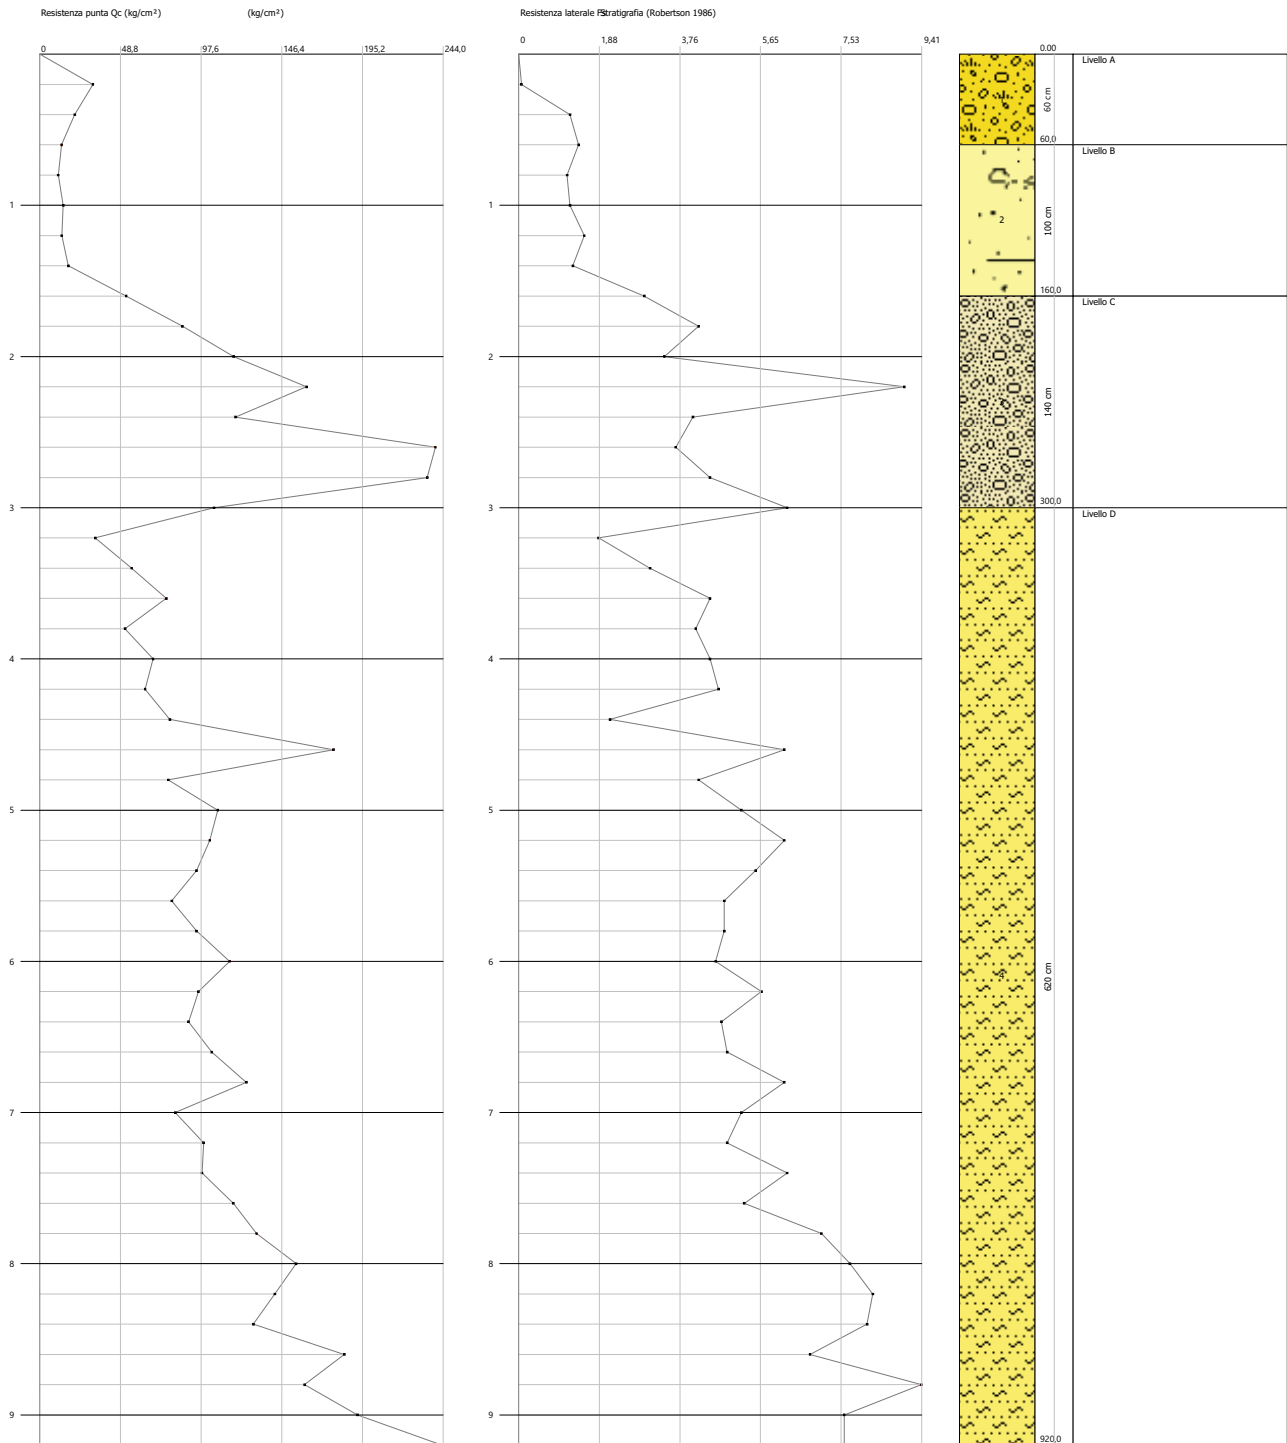 Resistenza punta Qc (kg/cm²) (kg/cm²) Resistenza laterale Fs Stratigrafia (Robertson 1986)
0 48,8 97,6 146,4 195,2 244,0 0 1,88 3,76 5,65 7,53 9,41
0.00 Livello A
1
60 cm
60,0 Livello B
1 1
2
100 cm
160,0 Livello C
2 2
140 cm
300,0 Livello D
3 3
4 4
5 5
6 6
4
620 cm
7 7
8 8
9 9
920,0